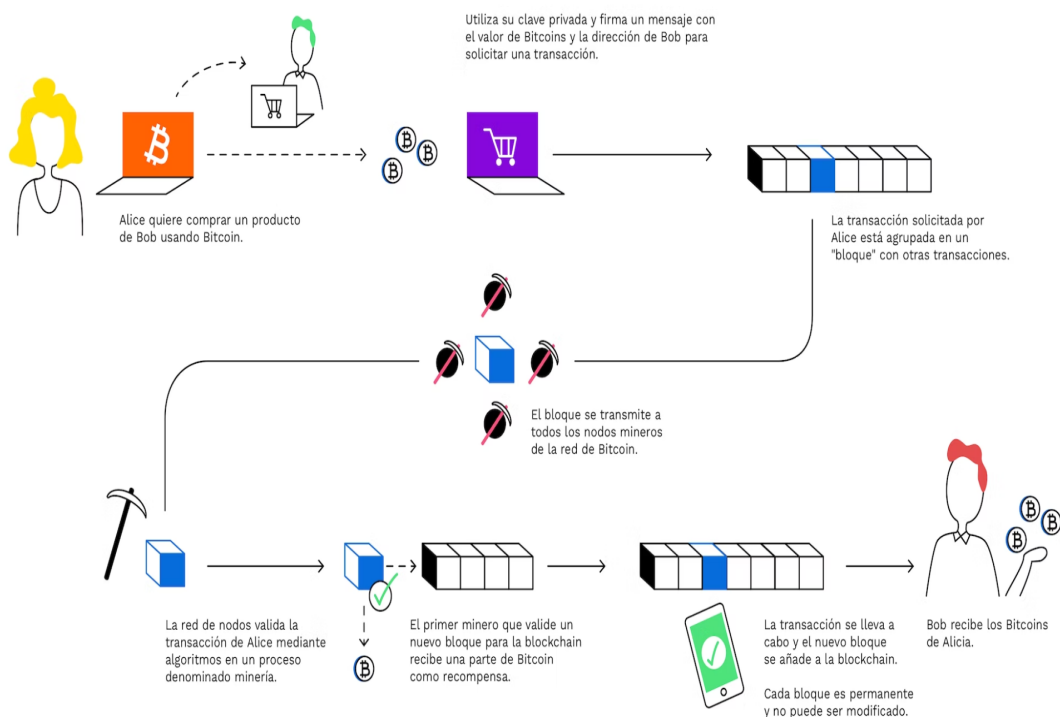 Utiliza su clave privada y firma un mensaje con
el valor de Bitcoins y la dirección de Bob para
solicitar una transacción.
Alice quiere comprar un producto
de Bob usando Bitcoin.
La transacción solicitada por
Alice está agrupada en un
"bloque" con otras transacciones.
El bloque se transmite a
todos los nodos mineros
de la red de Bitcoin.
La red de nodos valida la
transacción de Alice mediante
algoritmos en un proceso
denominado minería.
El primer minero que valide un
nuevo bloque para la blockchain
recibe una parte de Bitcoin
como recompensa.
La transacción se lleva a
cabo y el nuevo bloque
se añade a la blockchain.
Cada bloque es permanente
y no puede ser modificado.
Bob recibe los Bitcoins
de Alicia.